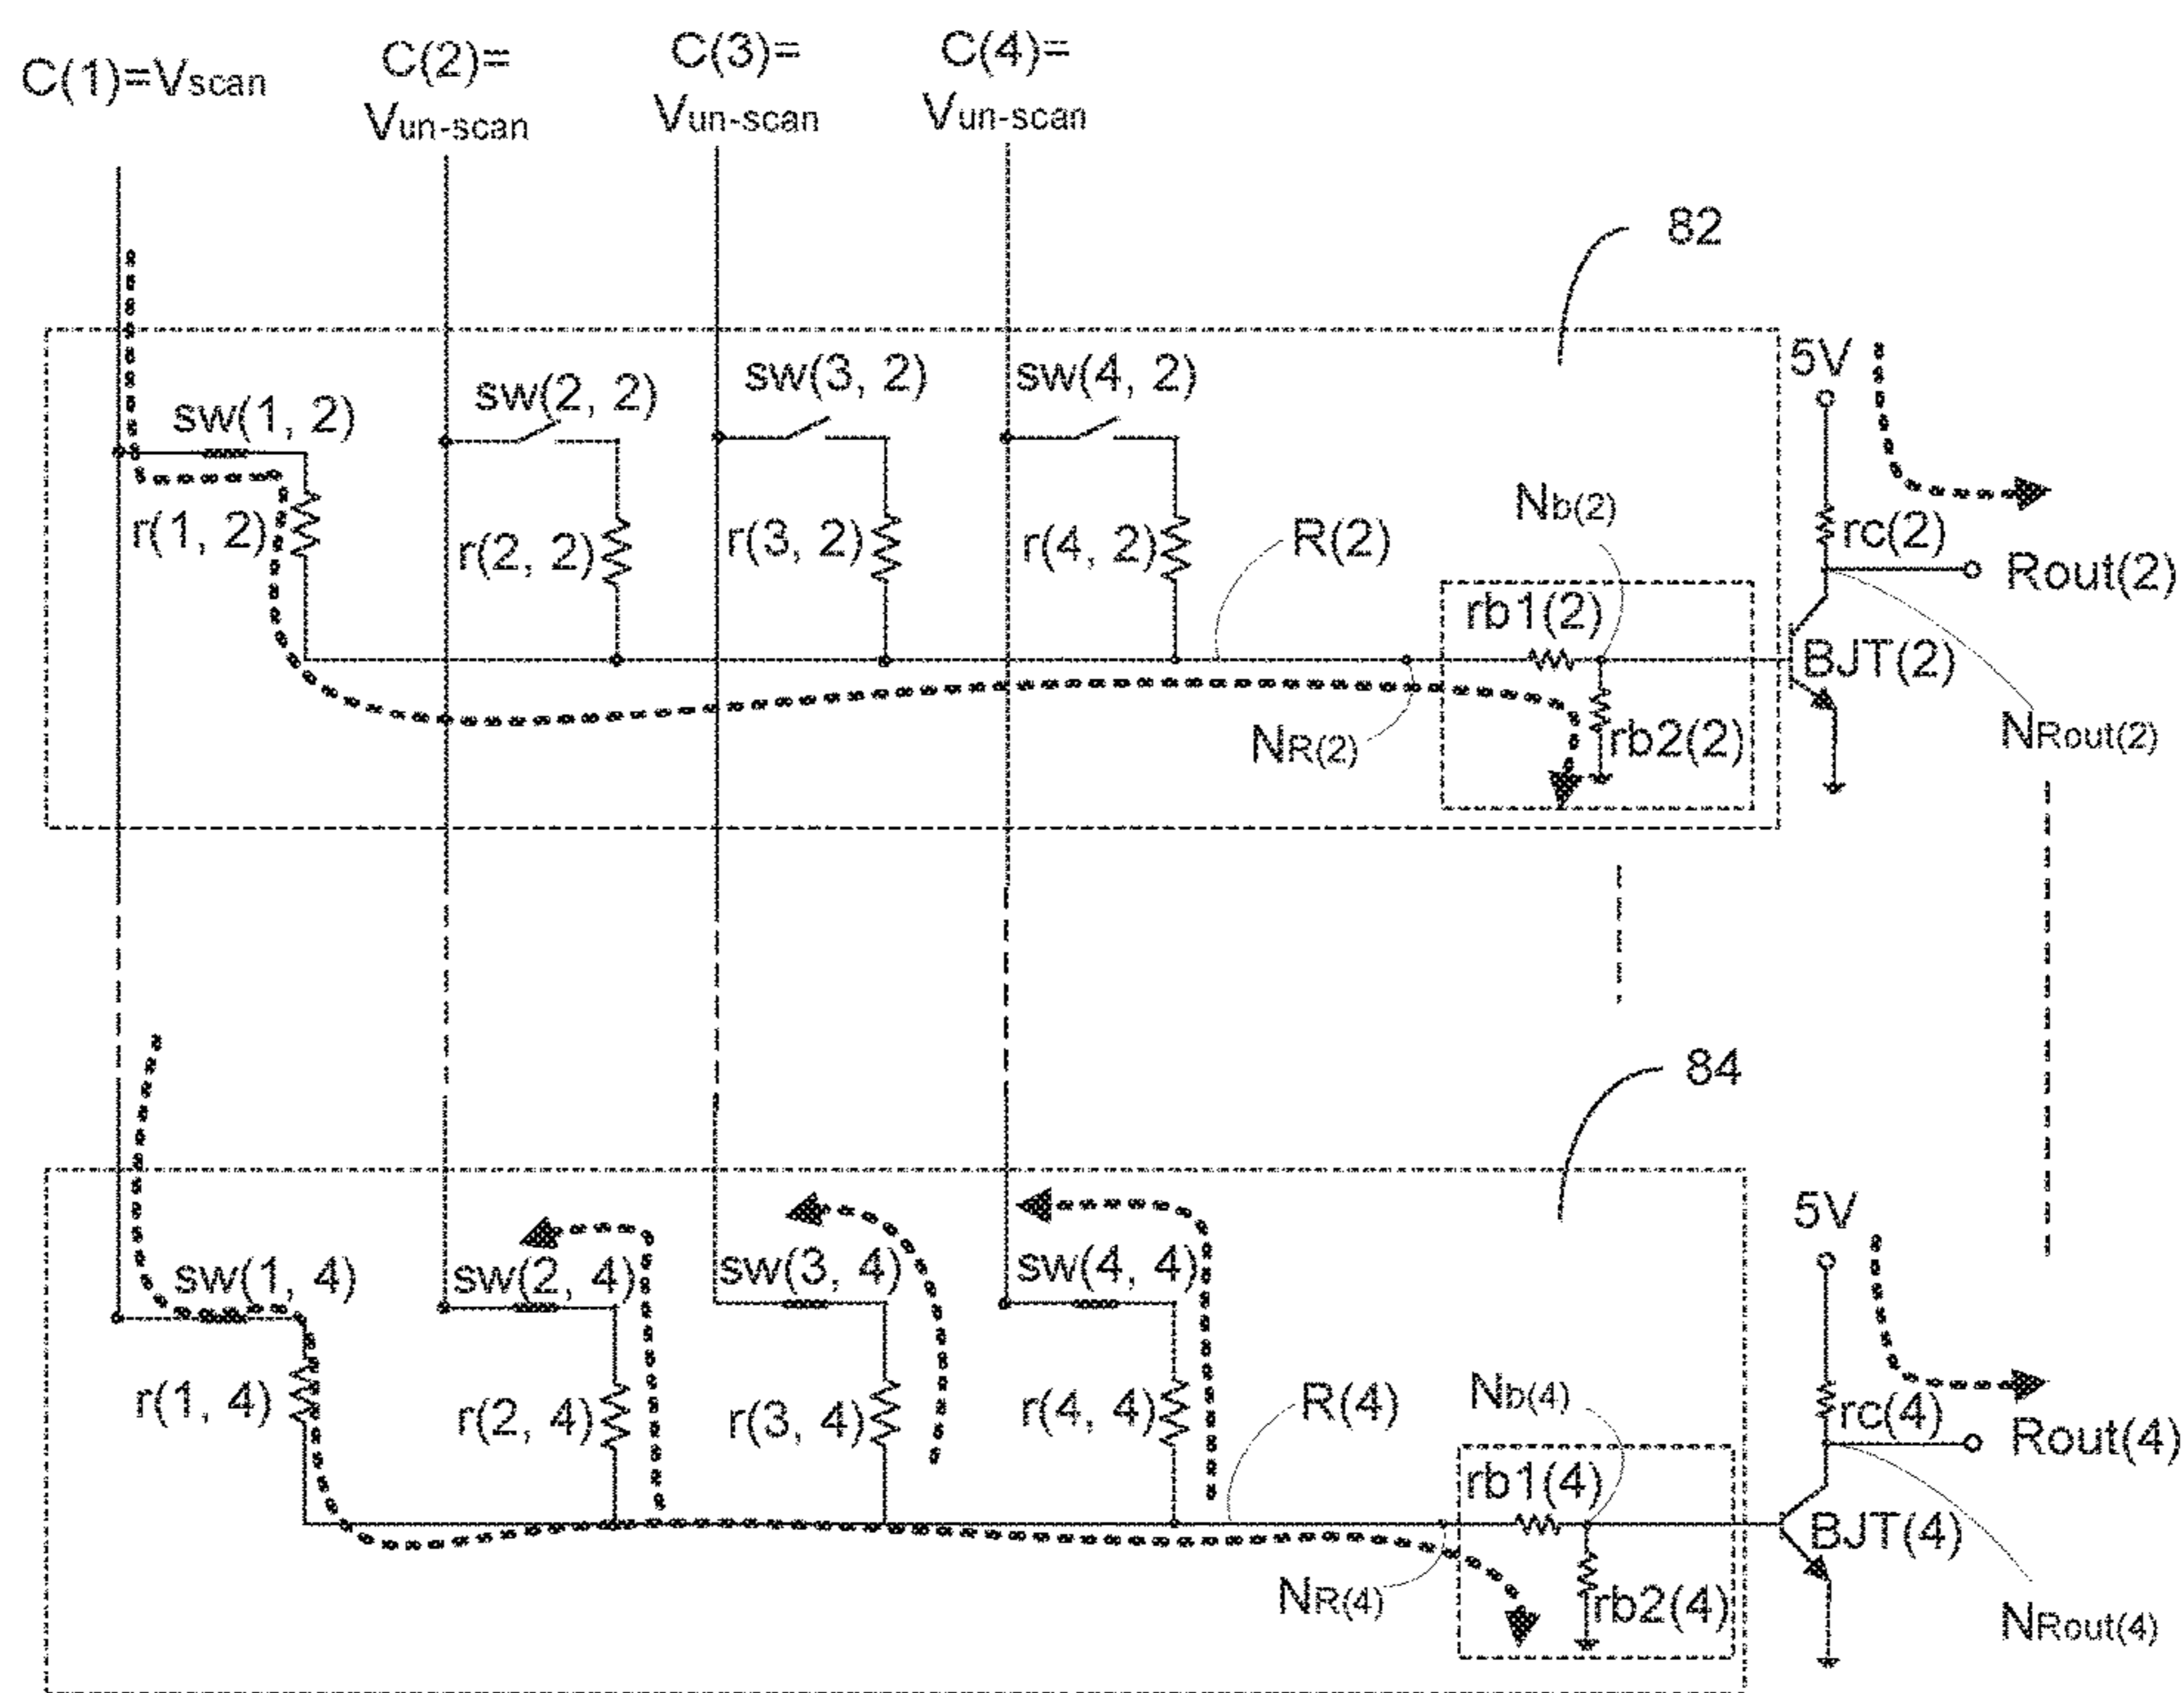 C(1)=Vscan
C(2)=
Vun-scan
C(3)=
Vun-scan
C(4)=
Vun-scan
82
sw(1, 2)
sw(2, 2)
sw(3, 2)
sw(4, 2)
5V
r(1, 2)
r(2, 2)
r(3, 2)
r(4, 2)
R(2)
Nb(2)
rc(2)
Rout(2)
rb1(2)
BJT(2)
NR(2)
rb2(2)
NRout(2)
84
sw(1, 4)
sw(2, 4)
sw(3, 4)
sw(4, 4)
5V
r(1, 4)
r(2, 4)
r(3, 4)
r(4, 4)
R(4)
Nb(4)
rc(4)
Rout(4)
rb1(4)
BJT(4)
NR(4)
rb2(4)
NRout(4)